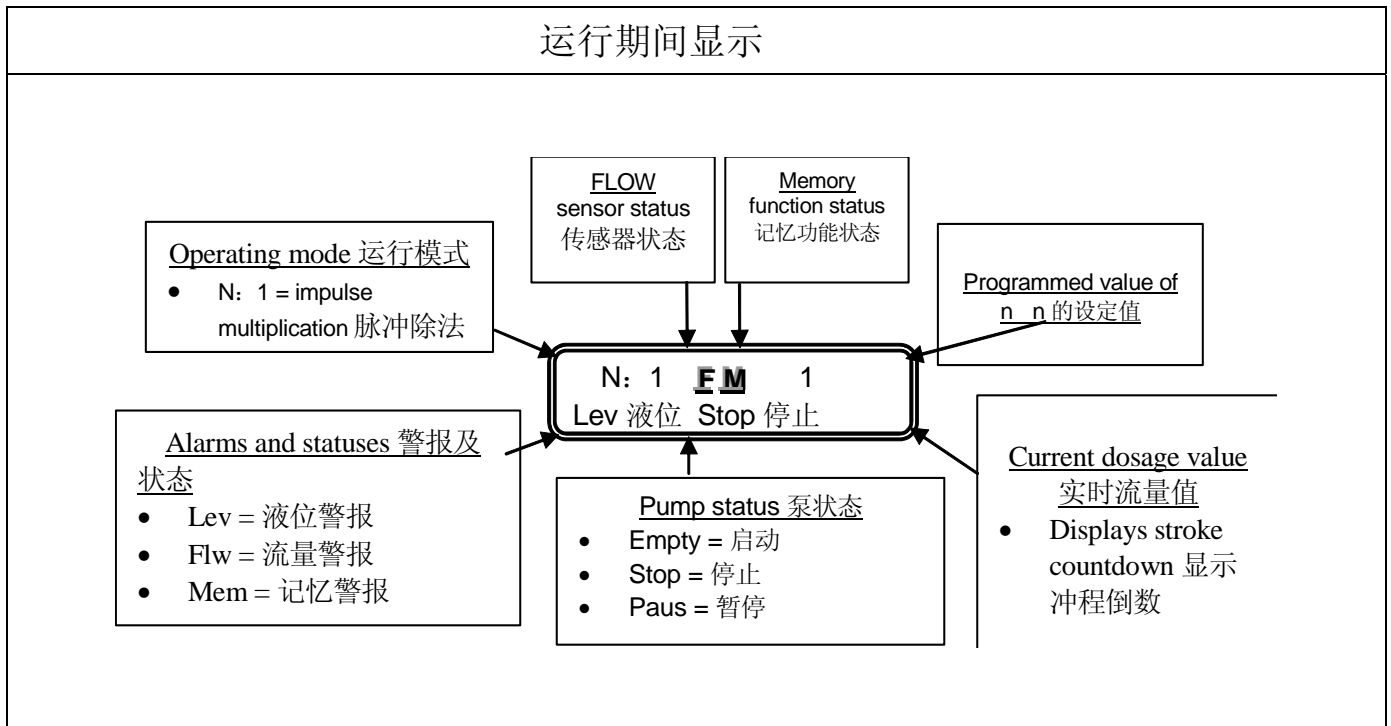 运行期间显示
FLOW
sensor status
传感器状态
Memory
function status
记忆功能状态
Operating mode 运行模式
• N：1 = impulse
multiplication 脉冲除法
Programmed value of
n n 的设定值
N：1 F M 1
Lev 液位 Stop 停止
Alarms and statuses 警报及
状态
• Lev = 液位警报
• Flw = 流量警报
• Mem = 记忆警报
Pump status 泵状态
• Empty = 启动
• Stop = 停止
• Paus = 暂停
Current dosage value
实时流量值
• Displays stroke
countdown 显示
冲程倒数